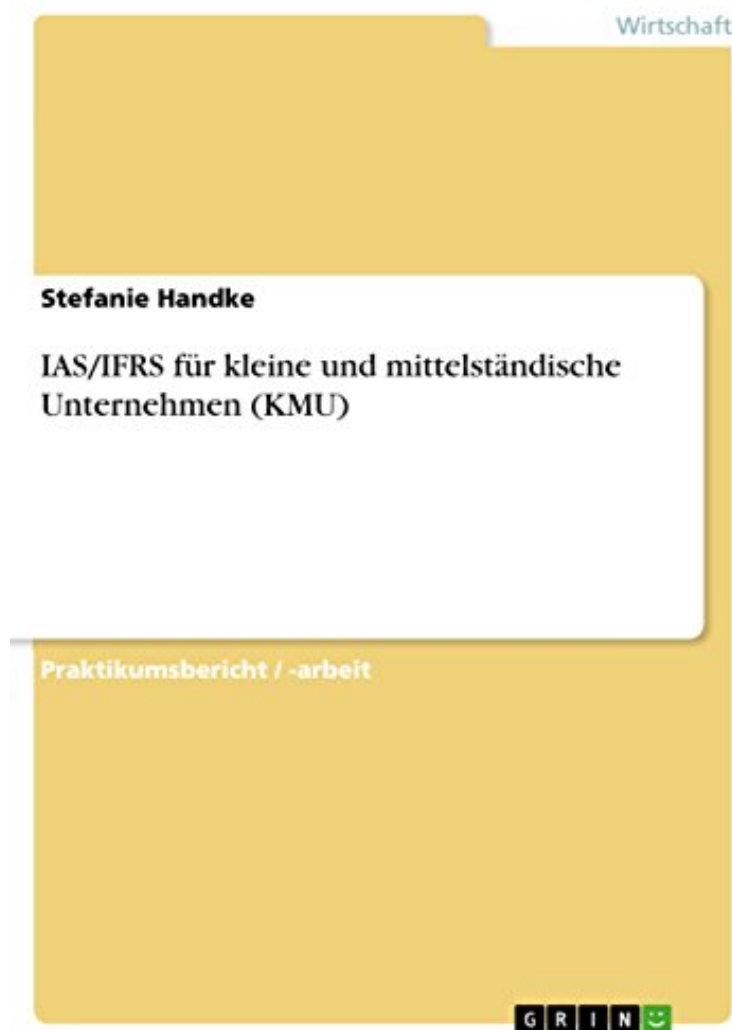 Wirtschaft
Stefanie Handke
IAS/IFRS für kleine und mittelständische
Unternehmen (KMU)
Praktikumsbericht / -arbeit
GRIN